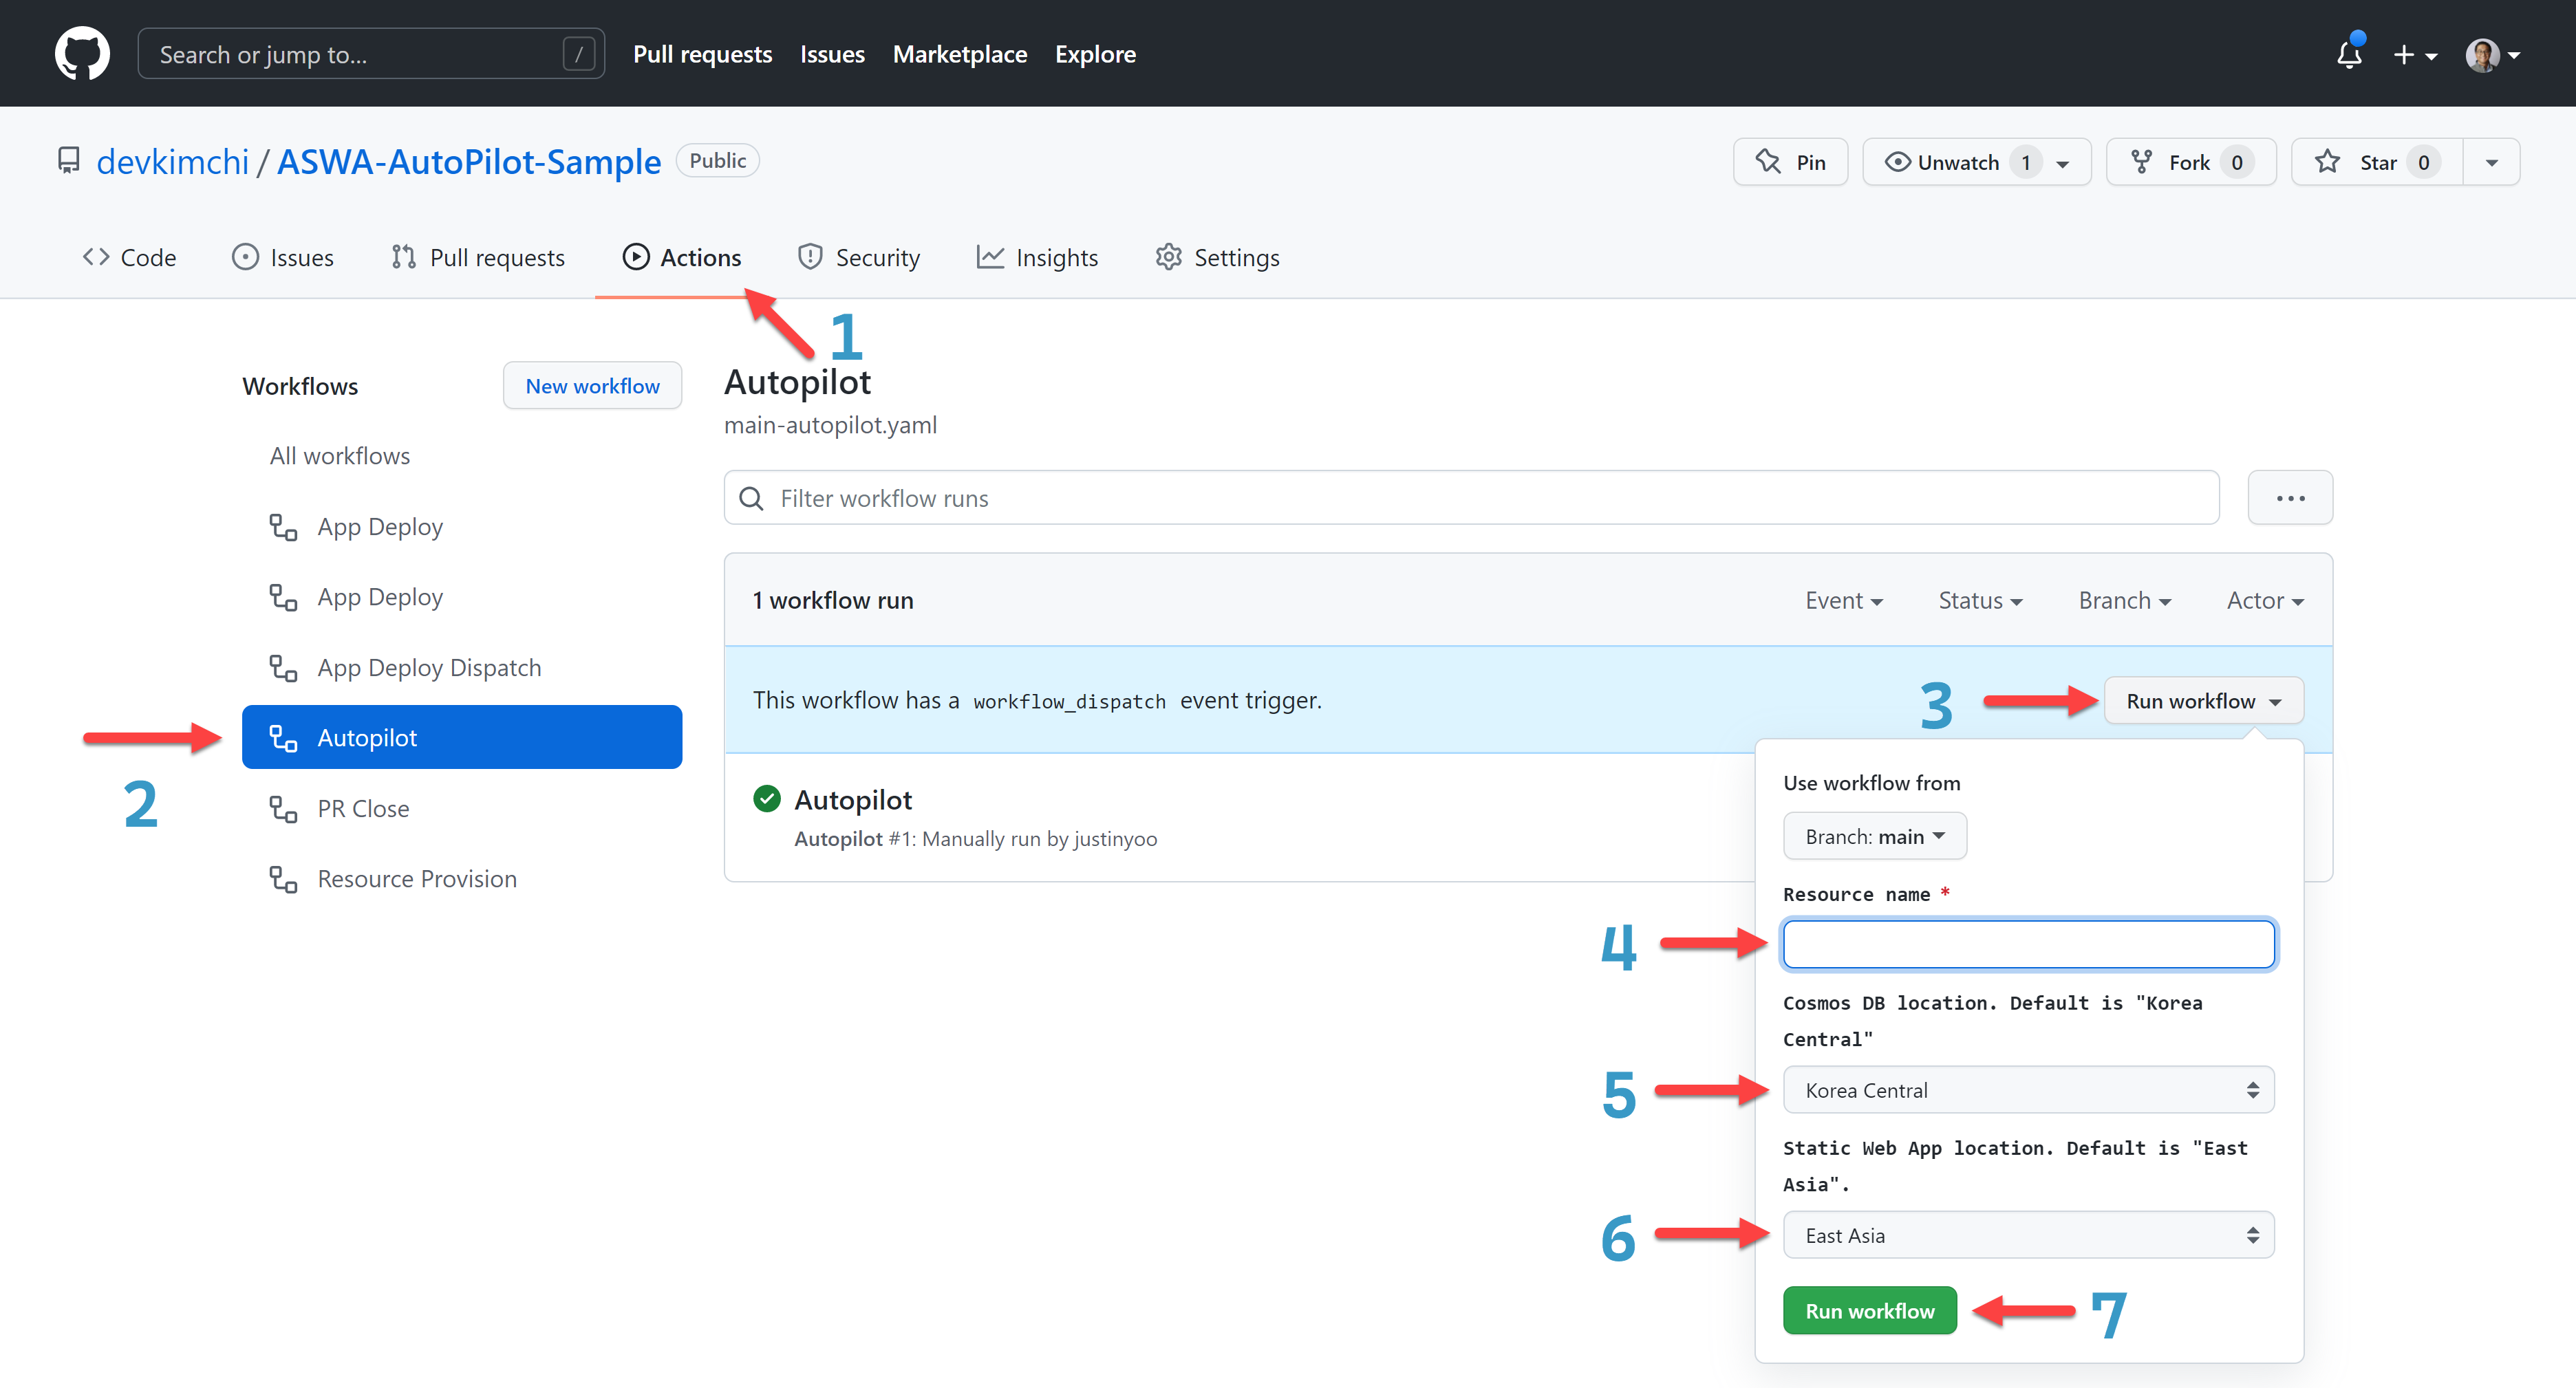 Search or jump to... /
Pull requests Issues Marketplace Explore
devkimchi / ASWA-AutoPilot-Sample Public
Pin Unwatch 1 Fork 0 Star 0
Code Issues Pull requests Actions Security Insights Settings
1
Workflows New workflow
All workflows
App Deploy
App Deploy
App Deploy Dispatch
Autopilot
2
PR Close
Resource Provision
Autopilot
main-autopilot.yaml
Filter workflow runs
1 workflow run Event Status Branch Actor
This workflow has a workflow_dispatch event trigger. 3 Run workflow
Autopilot
Autopilot #1: Manually run by justinyoo
Use workflow from
Branch: main
Resource name *
4
Cosmos DB location. Default is "Korea
Central"
5 Korea Central
Static Web App location. Default is "East
Asia".
6 East Asia
Run workflow 7